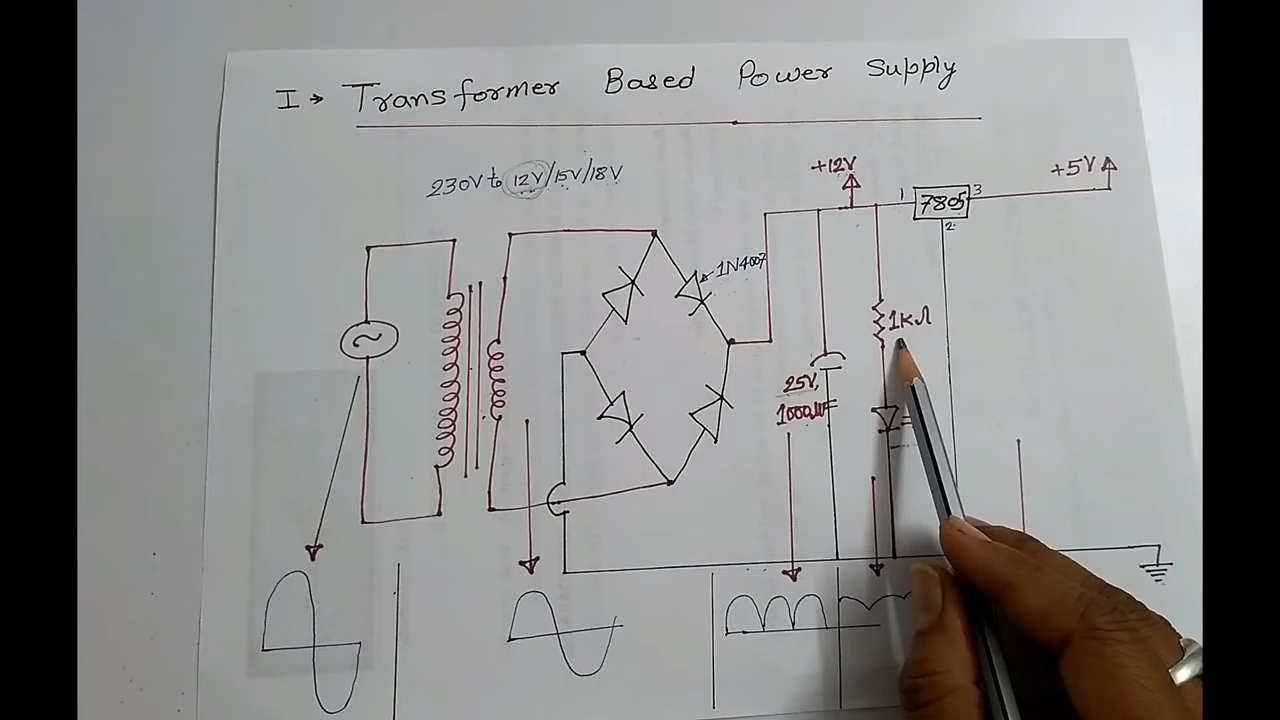 I → Transformer Based Power Supply
230V to 12V/15V/18V
+12V
+5V
1
7805
3
2
1N4007
1KΩ
25V,
1000µF